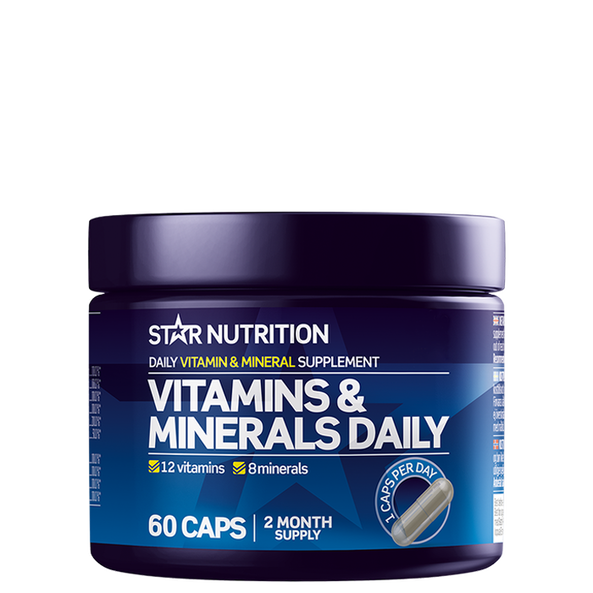 STAR NUTRITION
DAILY VITAMIN & MINERAL SUPPLEMENT
VITAMINS &
MINERALS DAILY
12 vitamins 8 minerals
1 CAPS PER DAY
60 CAPS 2 MONTH
SUPPLY